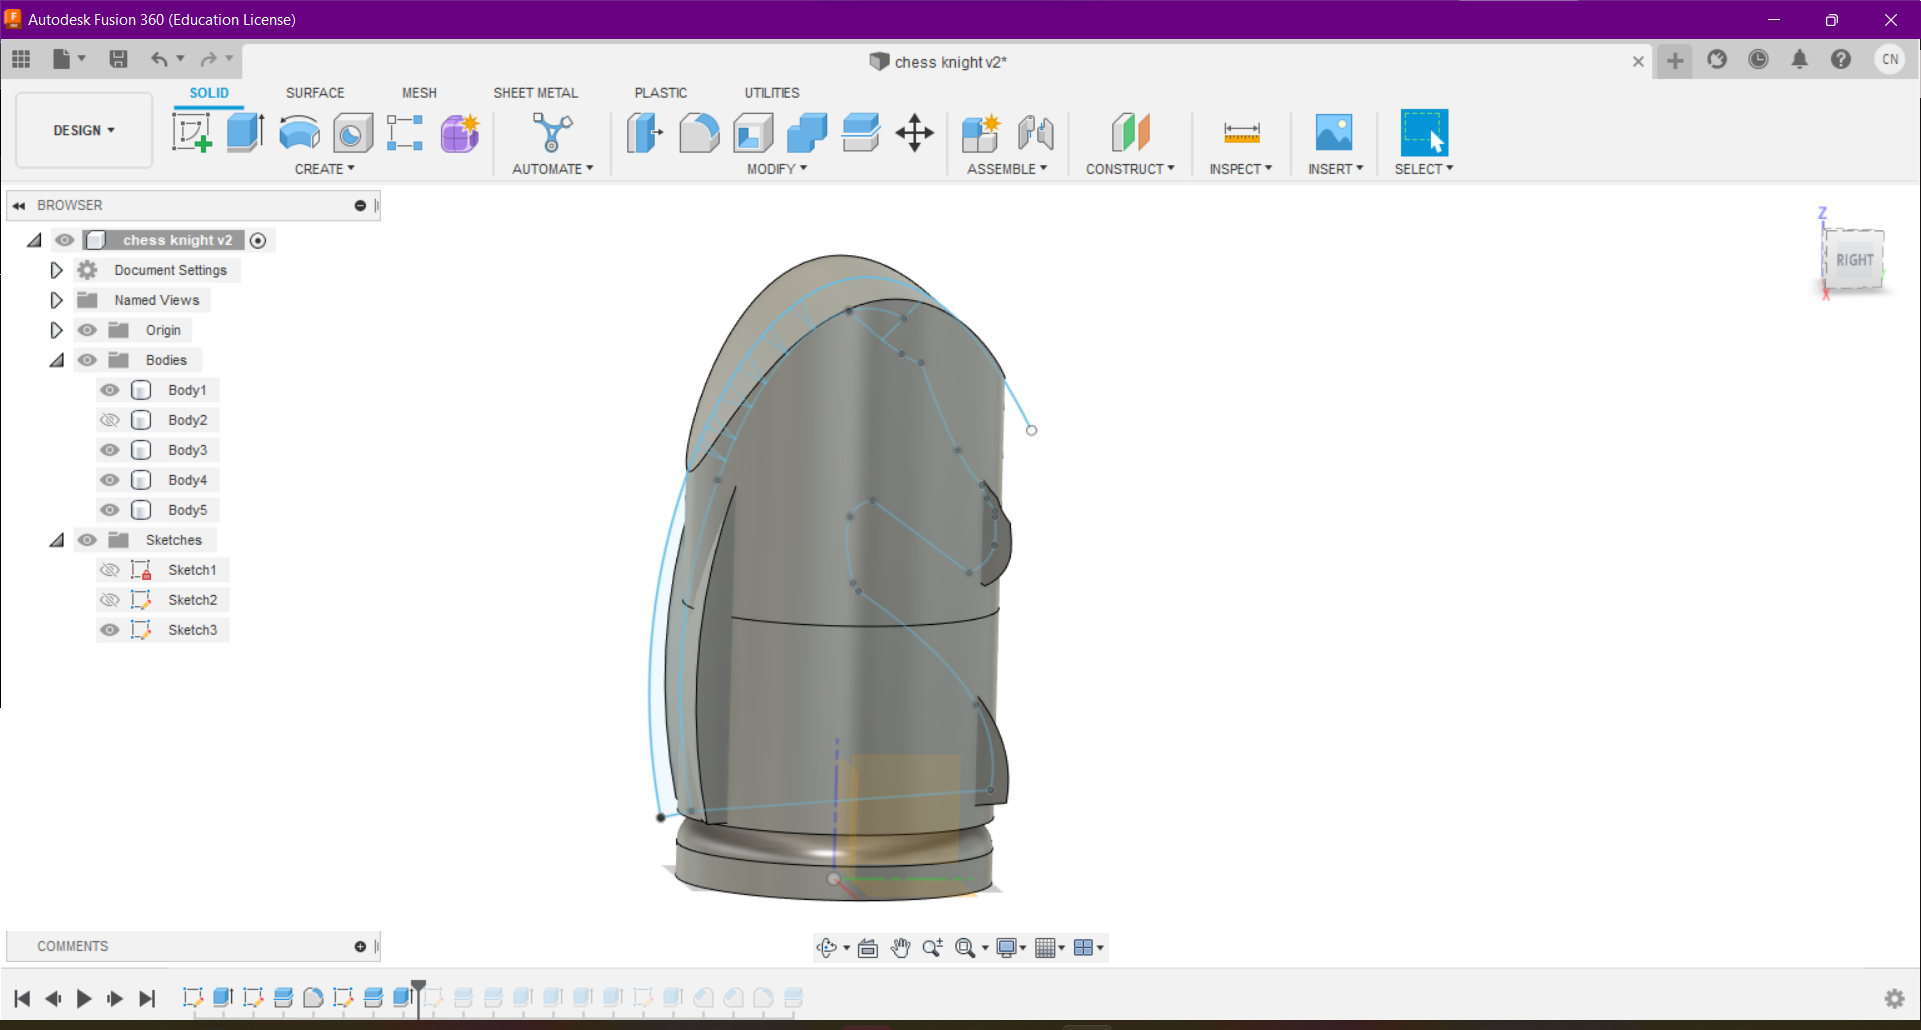 Autodesk Fusion 360 (Education License)
chess knight v2*
CN
SOLID SURFACE MESH SHEET METAL PLASTIC UTILITIES
DESIGN
CREATE AUTOMATE MODIFY ASSEMBLE CONSTRUCT INSPECT INSERT SELECT
BROWSER
chess knight v2
Document Settings
Named Views
Origin
Bodies
Body1
Body2
Body3
Body4
Body5
Sketches
Sketch1
Sketch2
Sketch3
Z
RIGHT
X
COMMENTS